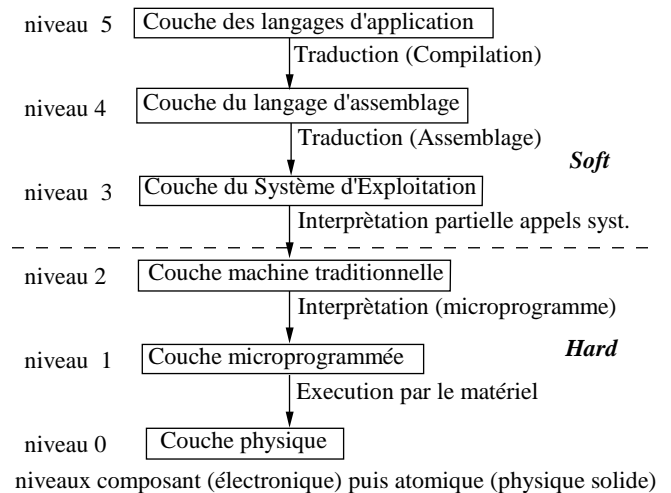 niveau 5 Couche des langages d'application
Traduction (Compilation)
niveau 4 Couche du langage d'assemblage
Traduction (Assemblage)
Soft
niveau 3 Couche du Système d'Exploitation
Interprètation partielle appels syst.
niveau 2 Couche machine traditionnelle
Interprètation (microprogramme)
Hard
niveau 1 Couche microprogrammée
Execution par le matériel
niveau 0 Couche physique
niveaux composant (électronique) puis atomique (physique solide)